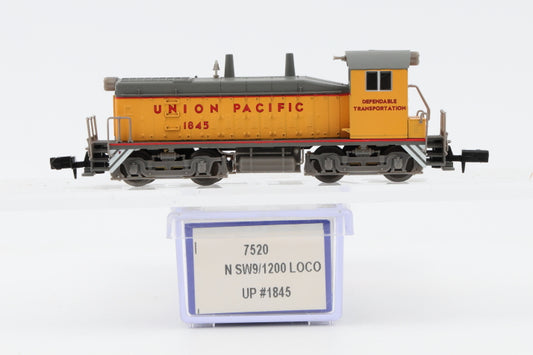 UNION PACIFIC
1845
DEPENDABLE
TRANSPORTATION
7520
N SW9/1200 LOCO
UP #1845